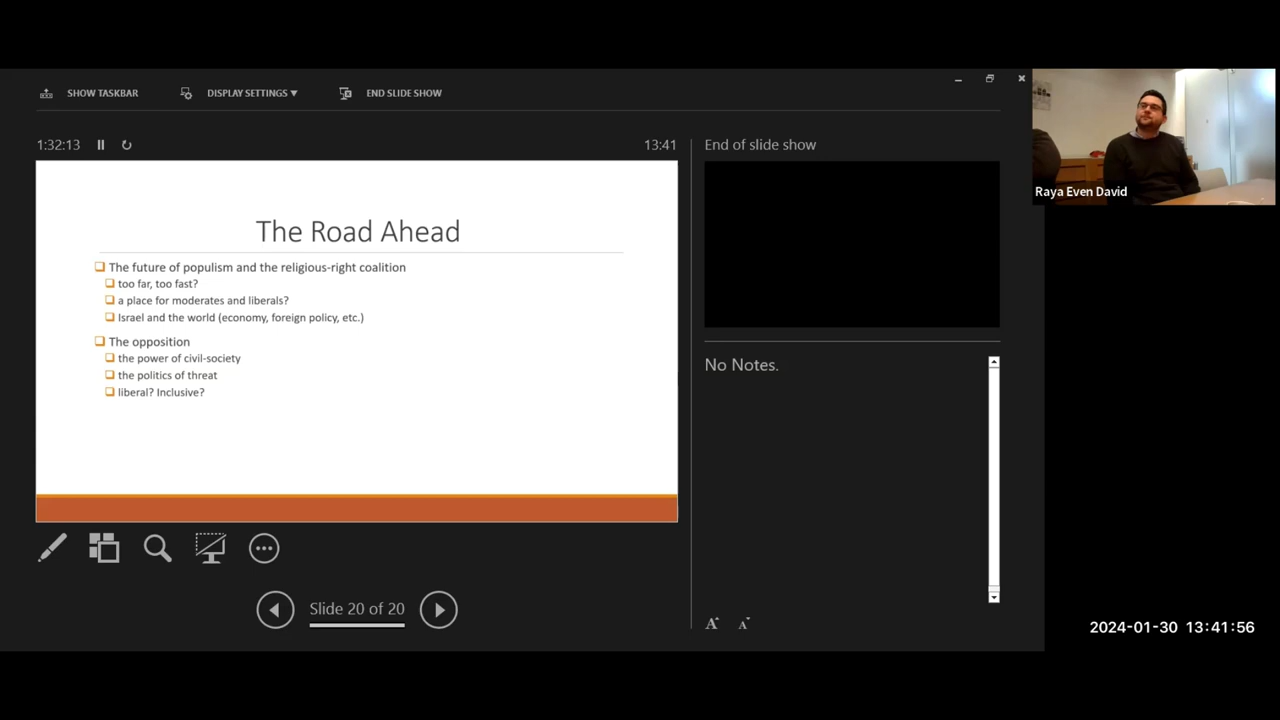 SHOW TASKBAR
DISPLAY SETTINGS
END SLIDE SHOW
1:32:13
13:41
The Road Ahead
The future of populism and the religious-right coalition
too far, too fast?
a place for moderates and liberals?
Israel and the world (economy, foreign policy, etc.)
The opposition
the power of civil-society
the politics of threat
liberal? Inclusive?
Slide 20 of 20
End of slide show
No Notes.
A A
Raya Even David
2024-01-30 13:41:56